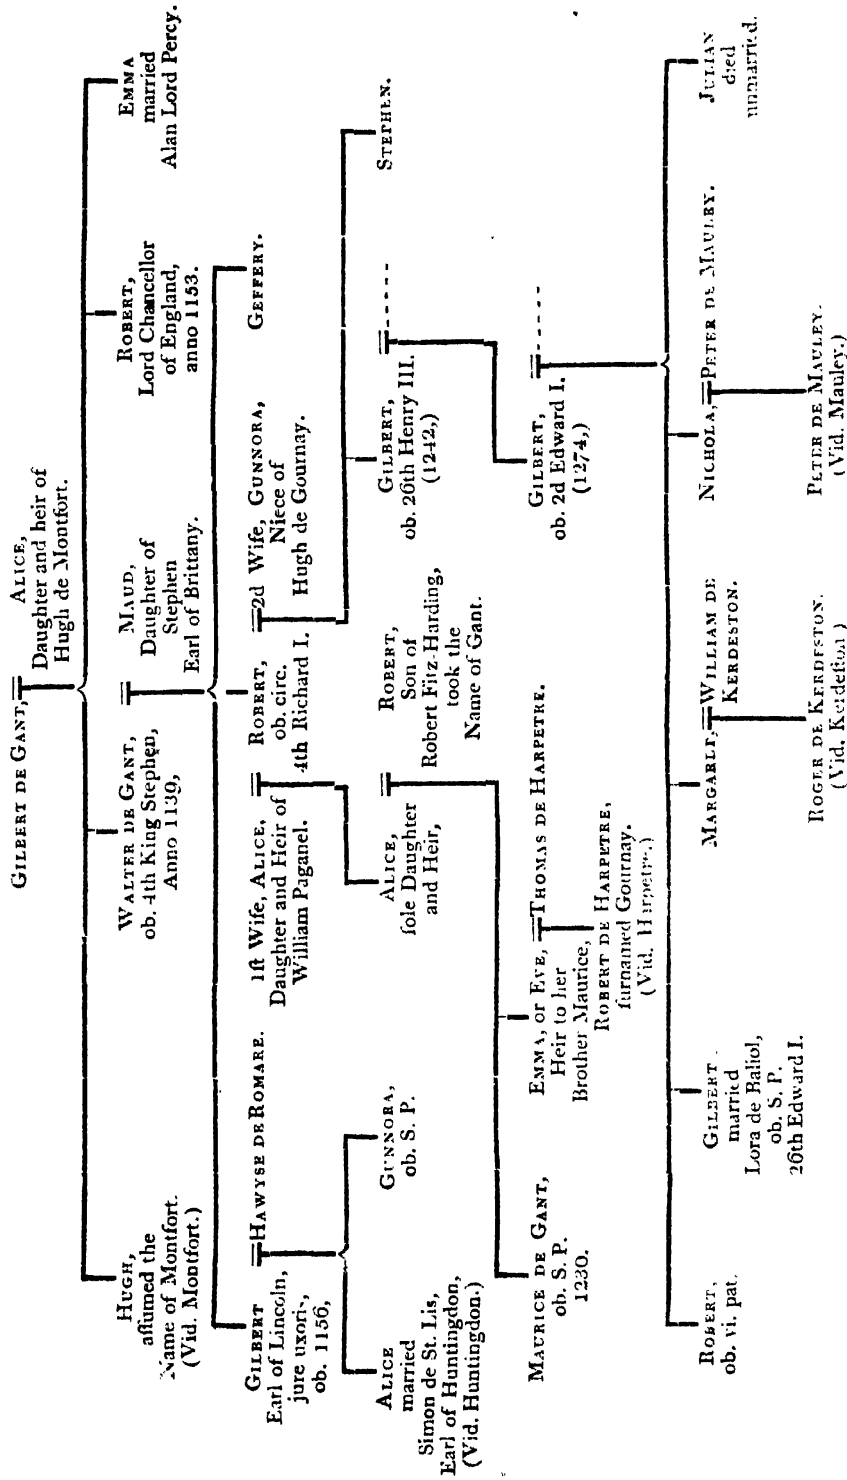 GILBERT DE GANT,
ALICE,
Daughter and heir of
Hugh de Montfort.
HUGH,
aſſumed the
Name of Montfort.
(Vid. Montfort.)
WALTER DE GANT,
ob. 4th King Stephen,
Anno 1139,
MAUD,
Daughter of
Stephen
Earl of Brittany.
ROBERT,
Lord Chancellor
of England,
anno 1153.
EMMA
married
Alan Lord Percy.
GILBERT
Earl of Lincoln,
jure uxoris,
ob. 1156,
HAWYSE DE ROMARE.
1ſt Wife, ALICE,
Daughter and Heir of
William Paganel.
ROBERT,
ob. circ.
4th Richard I.
2d Wife, GUNNORA,
Niece of
Hugh de Gournay.
GEFFERY.
ALICE
married
Simon de St. Lis,
Earl of Huntingdon,
(Vid. Huntingdon.)
GUNNORA,
ob. S. P.
ALICE,
ſole Daughter
and Heir,
ROBERT,
Son of
Robert Fitz-Harding,
took the
Name of Gant.
GILBERT,
ob. 26th Henry III.
(1242,)
STEPHEN.
MAURICE DE GANT,
ob. S. P.
1230.
EMMA, or EVE,
Heir to her
Brother Maurice,
THOMAS DE HARPETRE.
GILBERT,
ob. 2d Edward I.
(1274,)
ROBERT DE HARPETRE,
ſurnamed Gournay.
(Vid. Harpetre.)
ROBERT,
ob. vi. pat.
GILBERT
married
Lora de Baliol,
ob. S. P.
26th Edward I.
MARGARET,
WILLIAM DE
KERDESTON.
NICHOLA,
PETER DE MAULEY.
JULIAN
died
unmarried.
ROGER DE KERDESTON.
(Vid. Kerdeſton)
PETER DE MAULEY.
(Vid. Mauley.)